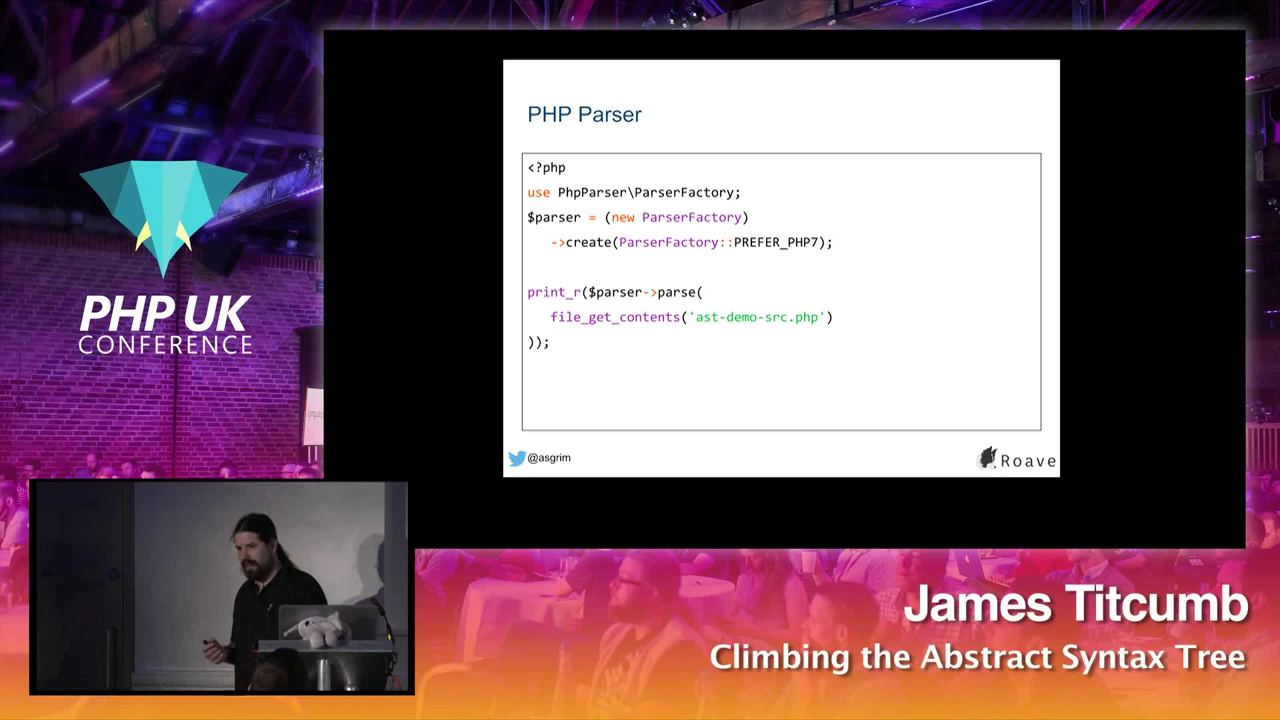 PHP UK
CONFERENCE
PHP Parser
<?php
use PhpParser\ParserFactory;
$parser = (new ParserFactory)
->create(ParserFactory::PREFER_PHP7);
print_r($parser->parse(
file_get_contents('ast-demo-src.php')
));
@asgrim
Roave
James Titcumb
Climbing the Abstract Syntax Tree